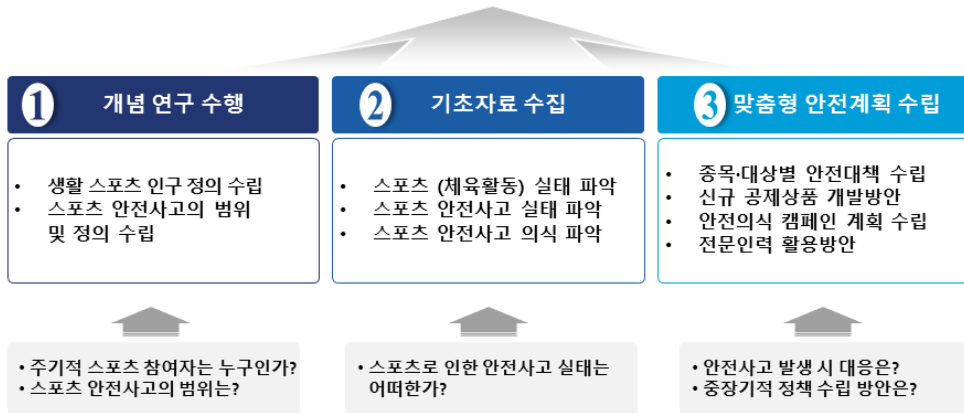 1 개념 연구 수행
• 생활 스포츠 인구 정의 수립
• 스포츠 안전사고의 범위
및 정의 수립
• 주기적 스포츠 참여자는 누구인가?
• 스포츠 안전사고의 범위는?
2 기초자료 수집
• 스포츠 (체육활동) 실태 파악
• 스포츠 안전사고 실태 파악
• 스포츠 안전사고 의식 파악
• 스포츠로 인한 안전사고 실태는
어떠한가?
3 맞춤형 안전계획 수립
• 종목·대상별 안전대책 수립
• 신규 공제상품 개발방안
• 안전의식 캠페인 계획 수립
• 전문인력 활용방안
• 안전사고 발생 시 대응은?
• 중장기적 정책 수립 방안은?